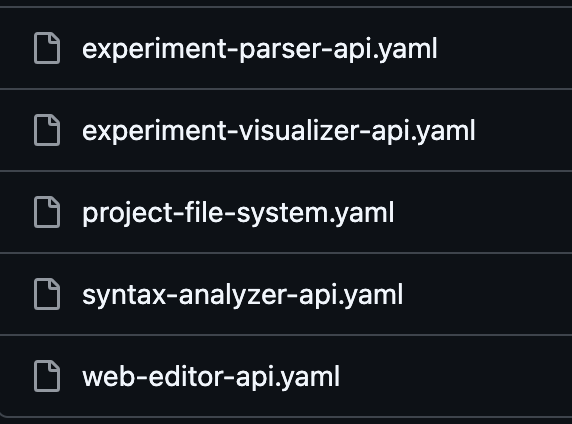 experiment-parser-api.yaml
experiment-visualizer-api.yaml
project-file-system.yaml
syntax-analyzer-api.yaml
web-editor-api.yaml